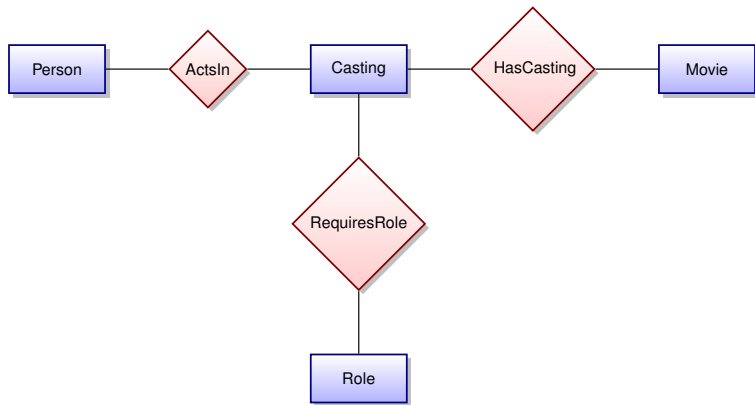 Person
ActsIn
Casting
HasCasting
Movie
RequiresRole
Role